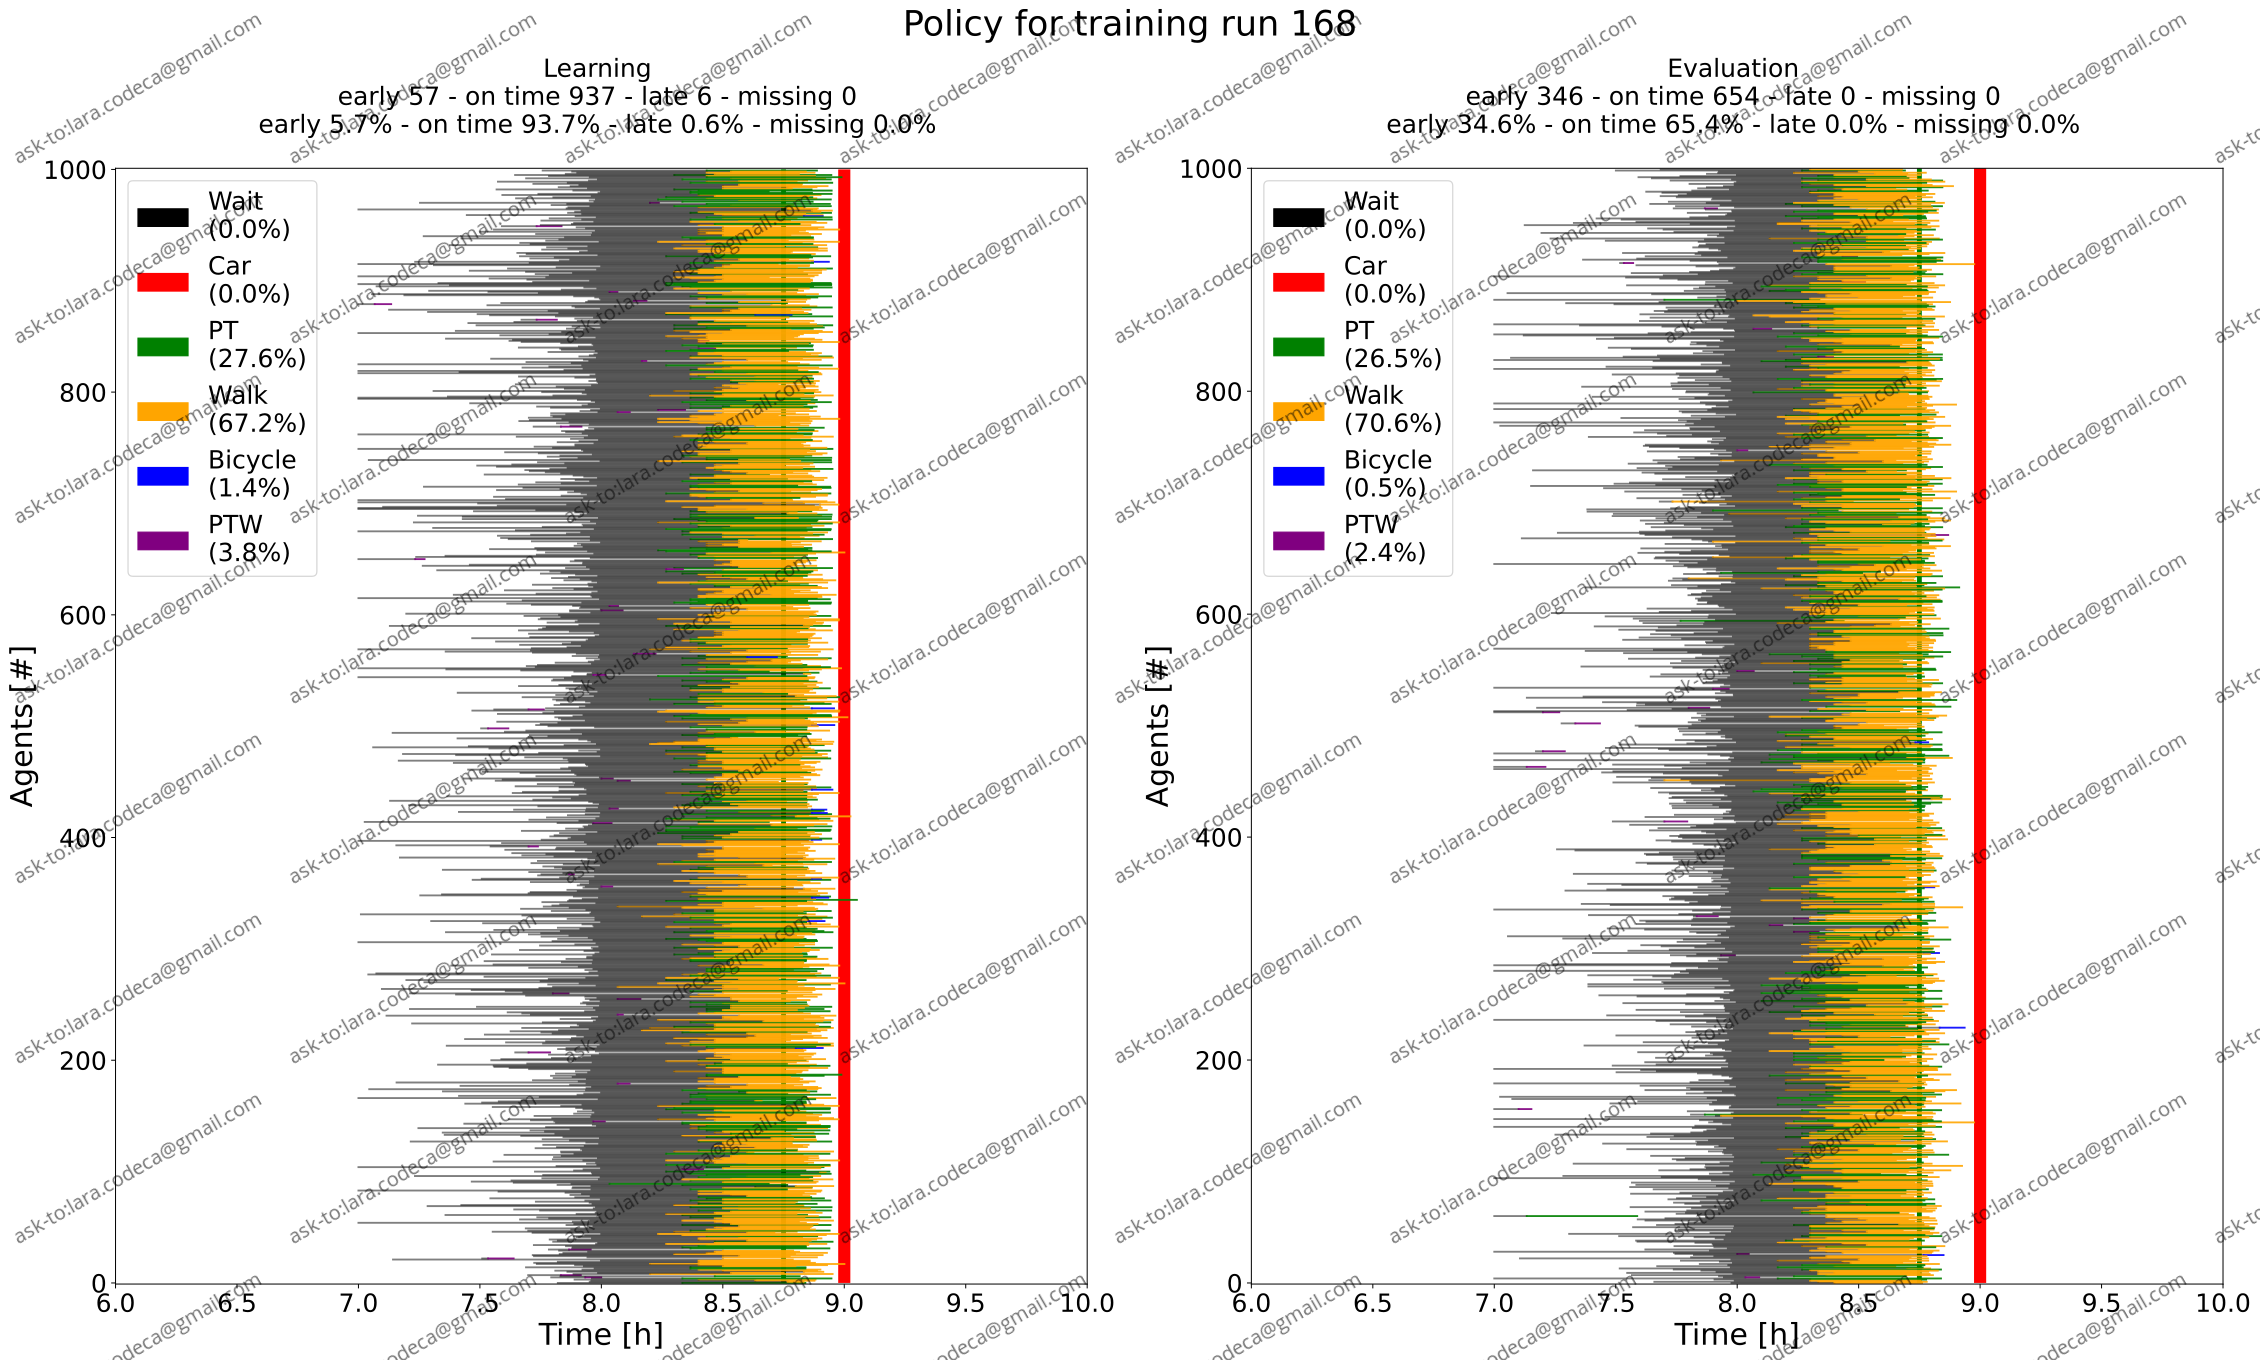 Policy for training run 168
Learning
early 57 - on time 937 - late 6 - missing 0
early 5.7% - on time 93.7% - late 0.6% - missing 0.0%
Agents [#]
1000
800
600
400
200
0
Wait
(0.0%)
Car
(0.0%)
PT
(27.6%)
Walk
(67.2%)
Bicycle
(1.4%)
PTW
(3.8%)
6.0 6.5 7.0 7.5 8.0 8.5 9.0 9.5 10.0
Time [h]
Evaluation
early 346 - on time 654 - late 0 - missing 0
early 34.6% - on time 65.4% - late 0.0% - missing 0.0%
Agents [#]
1000
800
600
400
200
0
Wait
(0.0%)
Car
(0.0%)
PT
(26.5%)
Walk
(70.6%)
Bicycle
(0.5%)
PTW
(2.4%)
6.0 6.5 7.0 7.5 8.0 8.5 9.0 9.5 10.0
Time [h]
ask-to:lara.codeca@gmail.com